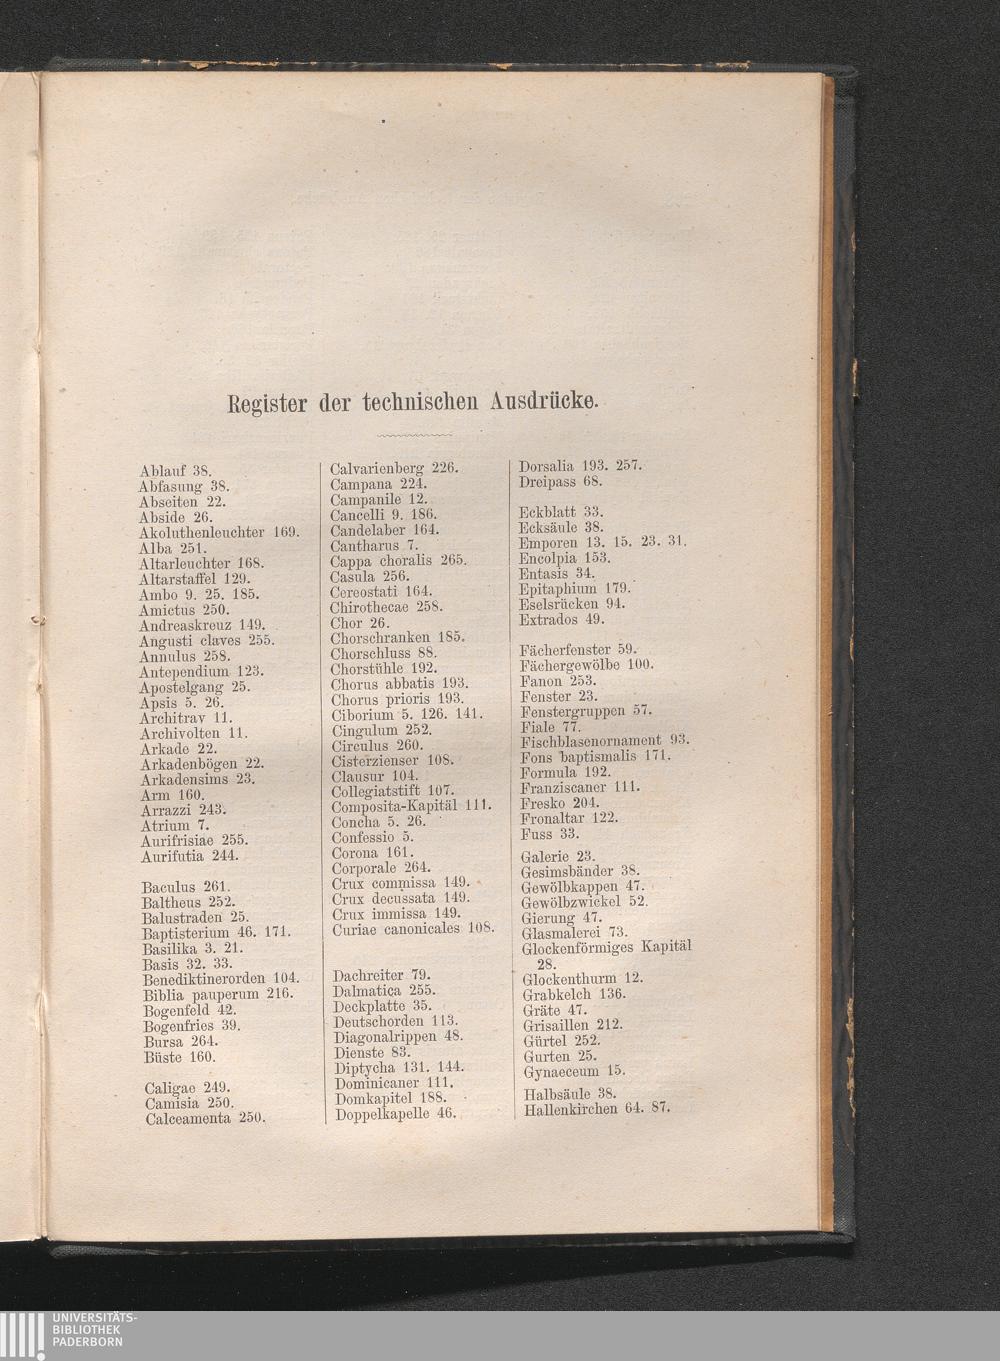 Register der technischen Ausdrücke.
Ablauf 38.
Abfasung 38.
Abseiten 22.
Abside 26.
Akoluthenleuchter 169.
Alba 251.
Altarleuchter 168.
Altarstaffel 129.
Ambo 9. 25. 185.
Amictus 250.
Andreaskreuz 149.
Angusti claves 255.
Annulus 258.
Antependium 123.
Apostelgang 25.
Apsis 5. 26.
Architrav 11.
Archivolten 11.
Arkade 22.
Arkadenbögen 22.
Arkadensims 23.
Arm 160.
Arrazzi 243.
Atrium 7.
Aurifrisiae 255.
Aurifutia 244.
Baculus 261.
Baltheus 252.
Balustraden 25.
Baptisterium 46. 171.
Basilika 3. 21.
Basis 32. 33.
Benediktinerorden 104.
Biblia pauperum 216.
Bogenfeld 42.
Bogenfries 39.
Bursa 264.
Büste 160.
Caligae 249.
Camisia 250.
Calceamenta 250.
Calvarienberg 226.
Campana 224.
Campanile 12.
Cancelli 9. 186.
Candelaber 164.
Cantharus 7.
Cappa choralis 265.
Casula 256.
Cereostati 164.
Chirothecae 258.
Chor 26.
Chorschranken 185.
Chorschluss 88.
Chorstühle 192.
Chorus abbatis 193.
Chorus prioris 193.
Ciborium 5. 126. 141.
Cingulum 252.
Circulus 260.
Cisterzienser 108.
Clausur 104.
Collegiatstift 107.
Composita-Kapitäl 111.
Concha 5. 26.
Confessio 5.
Corona 161.
Corporale 264.
Crux commissa 149.
Crux decussata 149.
Crux immissa 149.
Curiae canonicales 108.
Dachreiter 79.
Dalmatica 255.
Deckplatte 35.
Deutschorden 113.
Diagonalrippen 48.
Dienste 83.
Diptycha 131. 144.
Dominicaner 111.
Domkapitel 188.
Doppelkapelle 46.
Dorsalia 193. 257.
Dreipass 68.
Eckblatt 33.
Ecksäule 38.
Emporen 13. 15. 23. 31.
Encolpia 153.
Entasis 34.
Epitaphium 179.
Eselsrücken 94.
Extrados 49.
Fächerfenster 59.
Fächergewölbe 100.
Fanon 253.
Fenster 23.
Fenstergruppen 57.
Fiale 77.
Fischblasenornament 93.
Fons baptismalis 171.
Formula 192.
Franziscaner 111.
Fresko 204.
Fronaltar 122.
Fuss 33.
Galerie 23.
Gesimsbänder 38.
Gewölbkappen 47.
Gewölbzwickel 52.
Gierung 47.
Glasmalerei 73.
Glockenförmiges Kapitäl
28.
Glockenthurm 12.
Grabkelch 136.
Gräte 47.
Grisaillen 212.
Gürtel 252.
Gurten 25.
Gynaeceum 15.
Halbsäule 38.
Hallenkirchen 64. 87.
UNIVERSITÄTS-
BIBLIOTHEK
PADERBORN